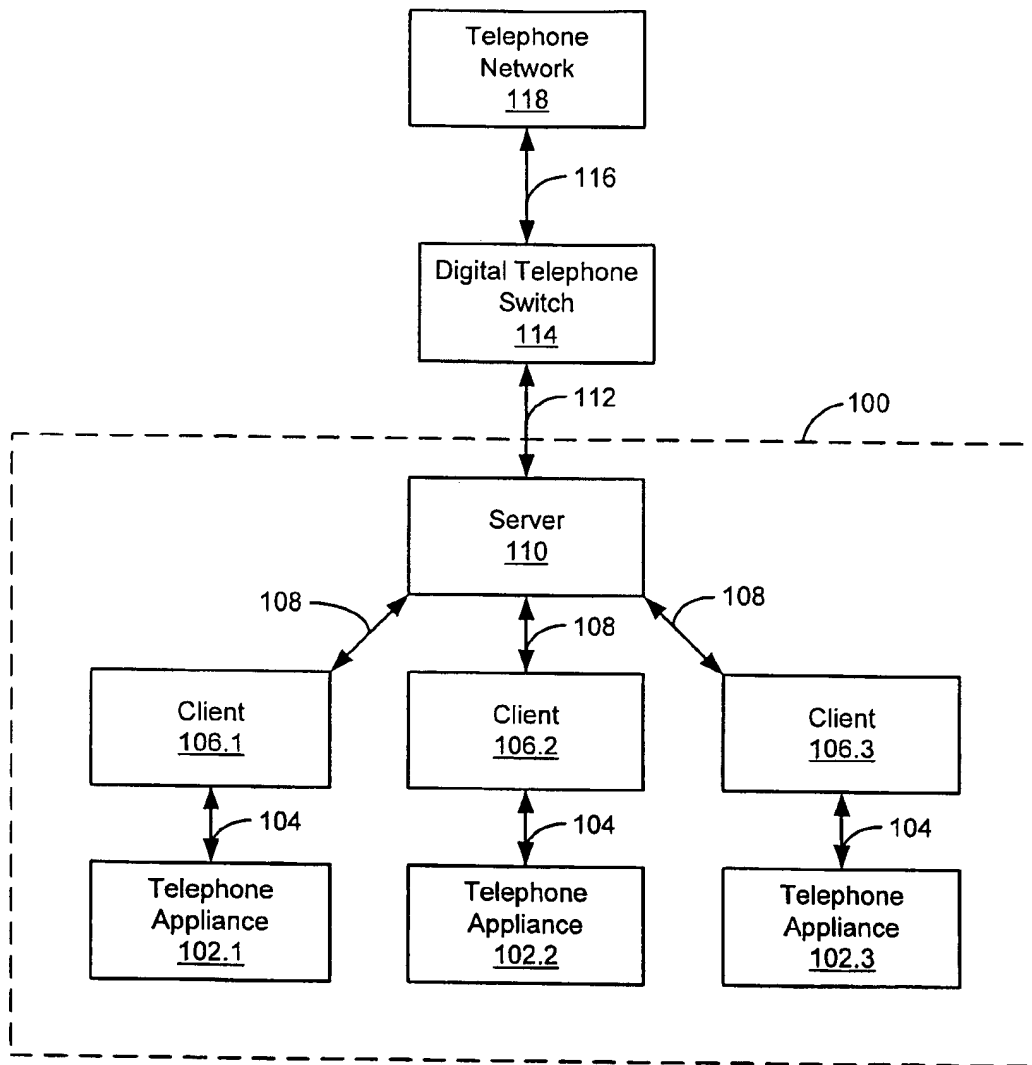 Telephone
Network
118
116
Digital Telephone
Switch
114
112
100
Server
110
108
108
108
Client
106.1
Client
106.2
Client
106.3
104
104
104
Telephone
Appliance
102.1
Telephone
Appliance
102.2
Telephone
Appliance
102.3